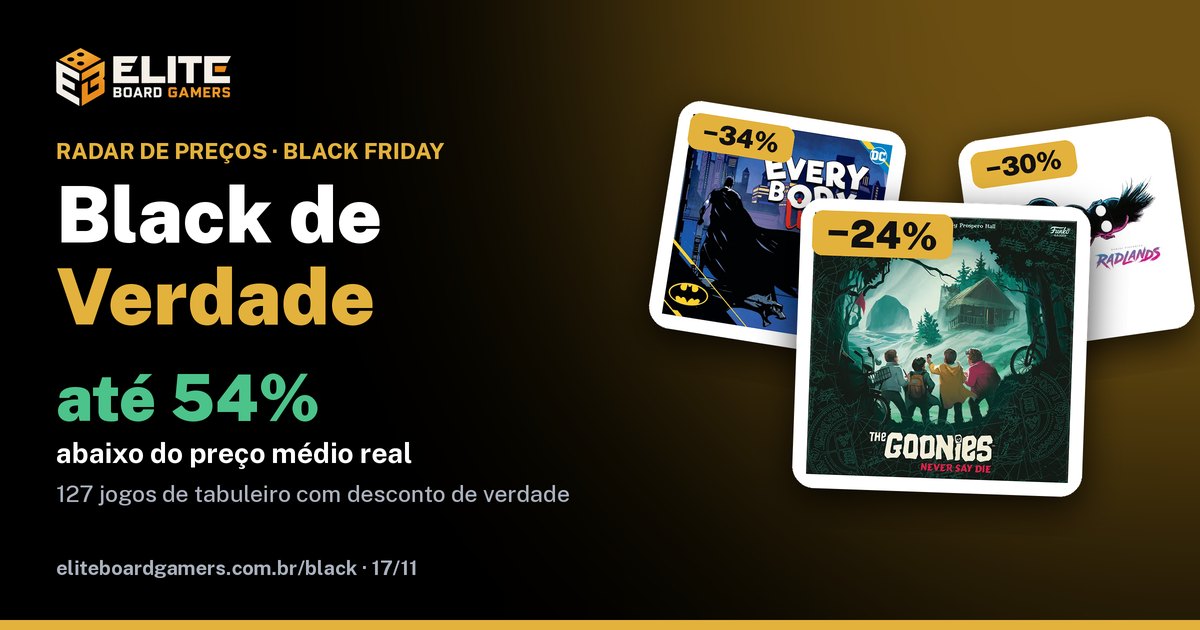 ELITE
BOARD GAMERS
RADAR DE PREÇOS · BLACK FRIDAY
Black de
Verdade
até 54%
abaixo do preço médio real
127 jogos de tabuleiro com desconto de verdade
eliteboardgamers.com.br/black · 17/11
−34%
DC
EVERY
BODY
−30%
RADLANDS
−24%
Prospero Hall
Funko
GAMES
THE GOONIES
NEVER SAY DIE